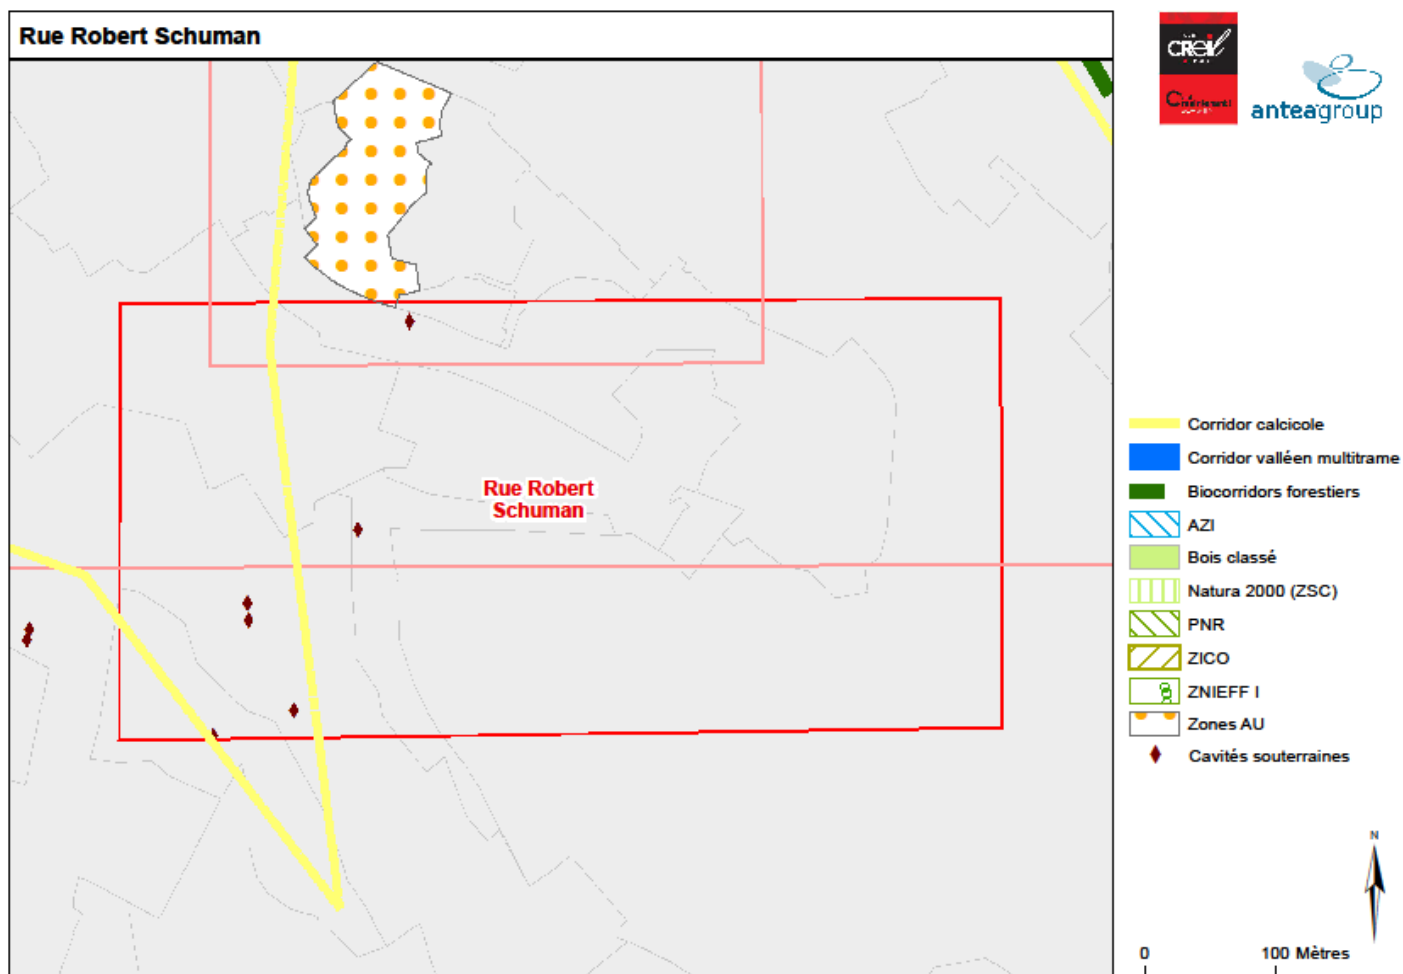 Rue Robert Schuman
CREIL
anteagroup
Rue Robert
Schuman
Corridor calcicole
Corridor valléen multitrame
Biocorridors forestiers
AZI
Bois classé
Natura 2000 (ZSC)
PNR
ZICO
ZNIEFF I
Zones AU
Cavités souterraines
N
0 100 Mètres